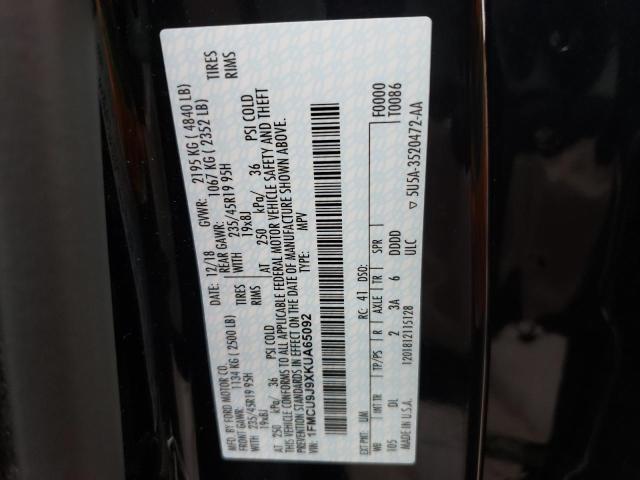 MFD. BY FORD MOTOR CO.
DATE: 12/18 GVWR: 2195 KG ( 4840 LB)
FRONT GAWR: 1134 KG ( 2500 LB) REAR GAWR: 1067 KG ( 2352 LB)
235/45R19 95H WITH 235/45R19 95H TIRES
19x8J RIMS WITH 19x8J RIMS
AT 250 kPa/ 36 PSI COLD AT 250 kPa/ 36 PSI COLD
THIS VEHICLE CONFORMS TO ALL APPLICABLE FEDERAL MOTOR VEHICLE SAFETY AND THEFT
PREVENTION STANDARDS IN EFFECT ON THE DATE OF MANUFACTURE SHOWN ABOVE.
VIN: 1FMCU9J9XKUA65092 TYPE: MPV
F0000
T0086
EXT PNT: UM RC: 41 DSO:
WB INT TR TP/PS R AXLE TR SPR
105 DL 2 3A 6 DDDD
MADE IN U.S.A. ULC
5U5A-3520472-AA